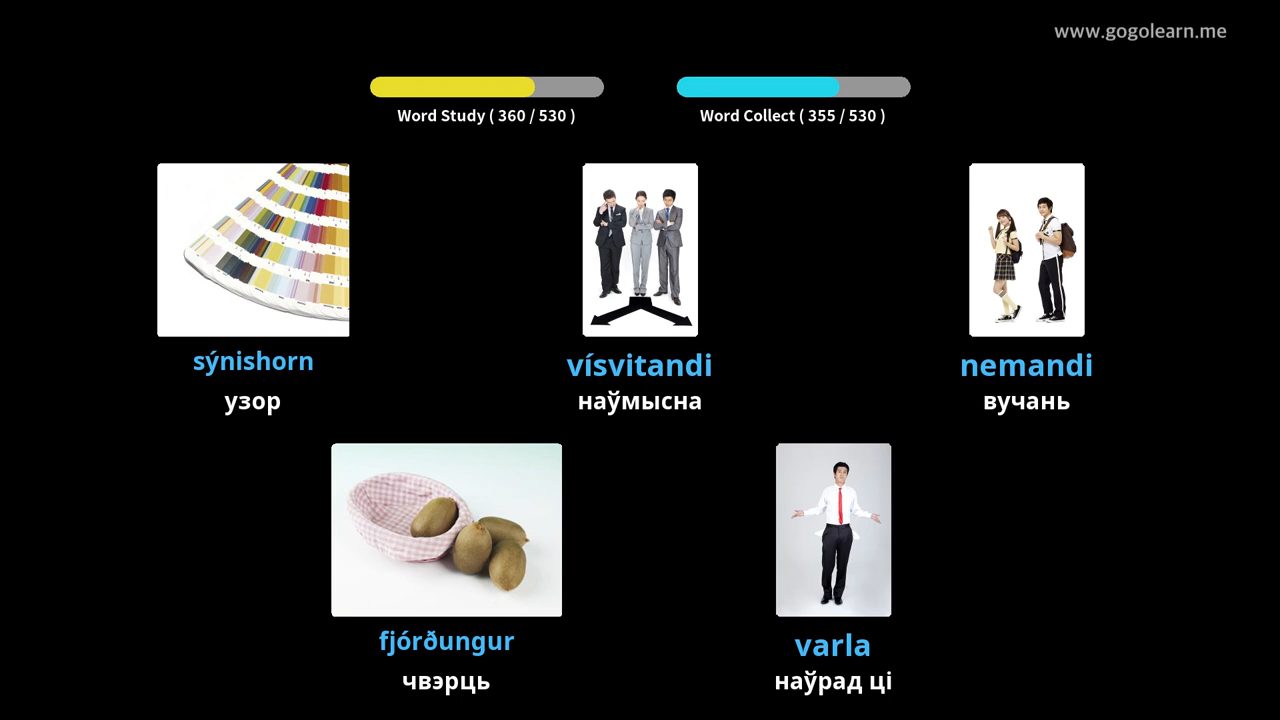 www.gogolearn.me
Word Study ( 360 / 530 )
Word Collect ( 355 / 530 )
sýnishorn
узор
vísvitandi
наўмысна
nemandi
вучань
fjórðungur
чвэрць
varla
наўрад ці